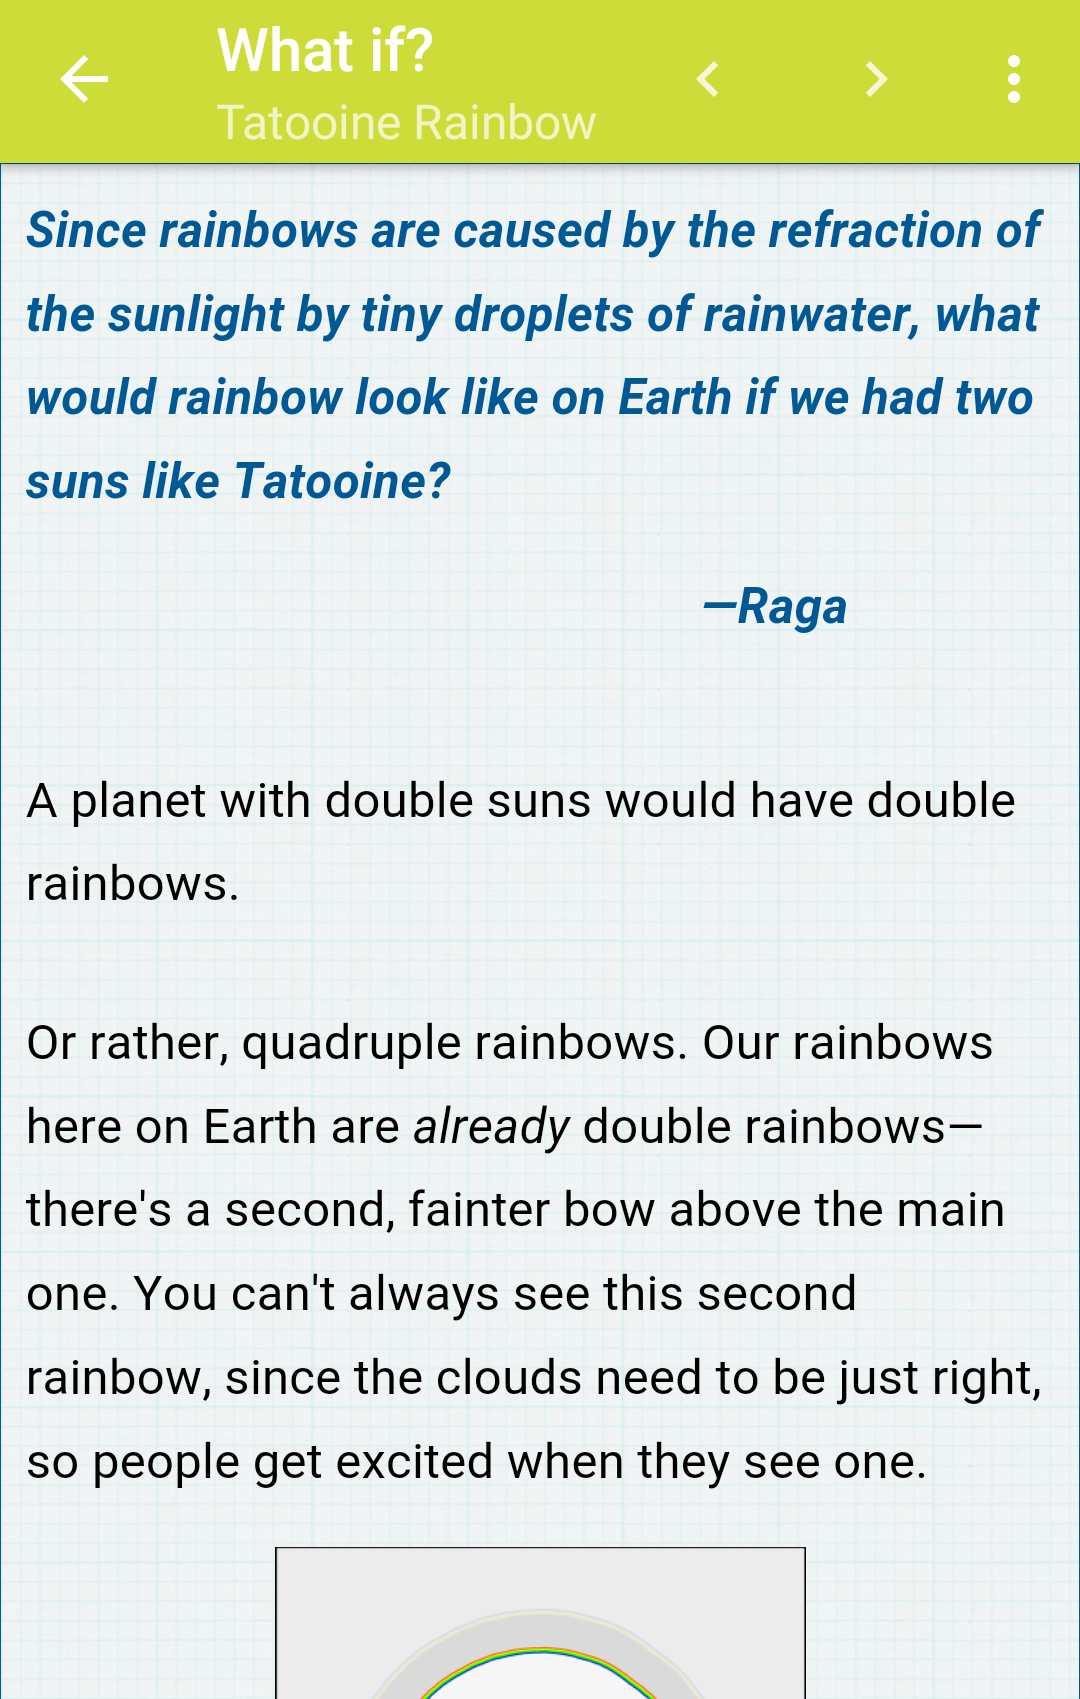 What if?
Tatooine Rainbow
Since rainbows are caused by the refraction of
the sunlight by tiny droplets of rainwater, what
would rainbow look like on Earth if we had two
suns like Tatooine?
—Raga
A planet with double suns would have double
rainbows.
Or rather, quadruple rainbows. Our rainbows
here on Earth are already double rainbows—
there's a second, fainter bow above the main
one. You can't always see this second
rainbow, since the clouds need to be just right,
so people get excited when they see one.